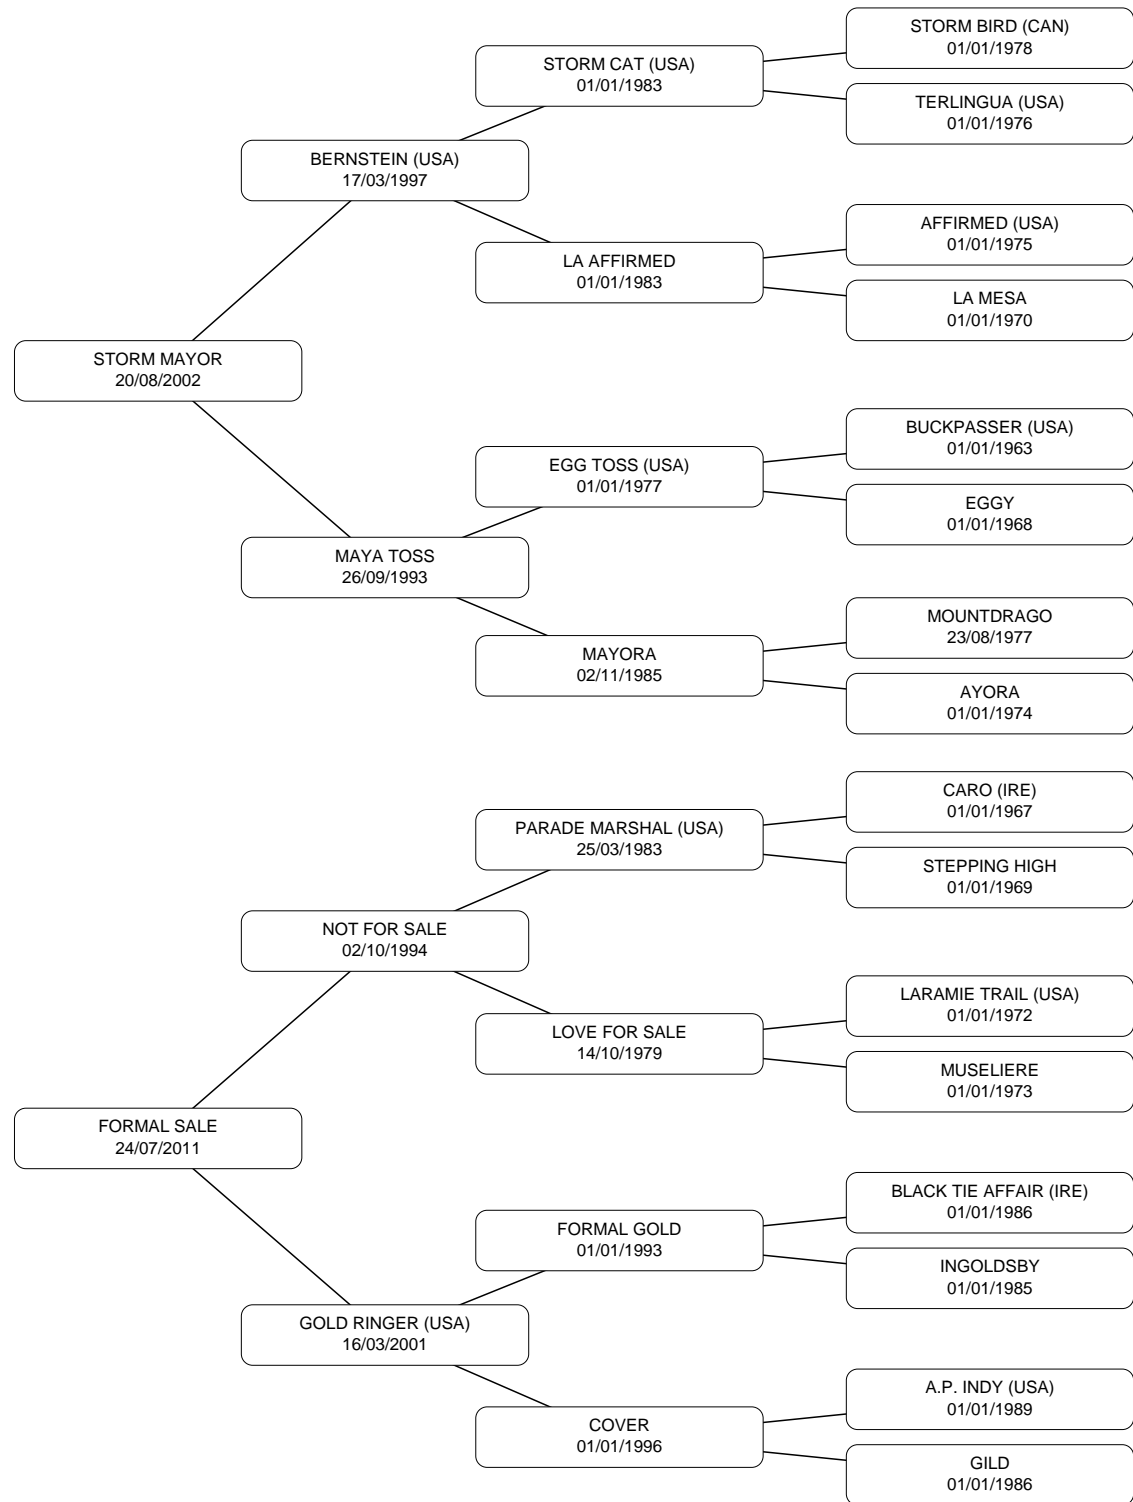 STORM BIRD (CAN)
01/01/1978
STORM CAT (USA)
01/01/1983
TERLINGUA (USA)
01/01/1976
BERNSTEIN (USA)
17/03/1997
AFFIRMED (USA)
01/01/1975
LA AFFIRMED
01/01/1983
LA MESA
01/01/1970
STORM MAYOR
20/08/2002
BUCKPASSER (USA)
01/01/1963
EGG TOSS (USA)
01/01/1977
EGGY
01/01/1968
MAYA TOSS
26/09/1993
MOUNTDRAGO
23/08/1977
MAYORA
02/11/1985
AYORA
01/01/1974
CARO (IRE)
01/01/1967
PARADE MARSHAL (USA)
25/03/1983
STEPPING HIGH
01/01/1969
NOT FOR SALE
02/10/1994
LARAMIE TRAIL (USA)
01/01/1972
LOVE FOR SALE
14/10/1979
MUSELIERE
01/01/1973
FORMAL SALE
24/07/2011
BLACK TIE AFFAIR (IRE)
01/01/1986
FORMAL GOLD
01/01/1993
INGOLDSBY
01/01/1985
GOLD RINGER (USA)
16/03/2001
A.P. INDY (USA)
01/01/1989
COVER
01/01/1996
GILD
01/01/1986